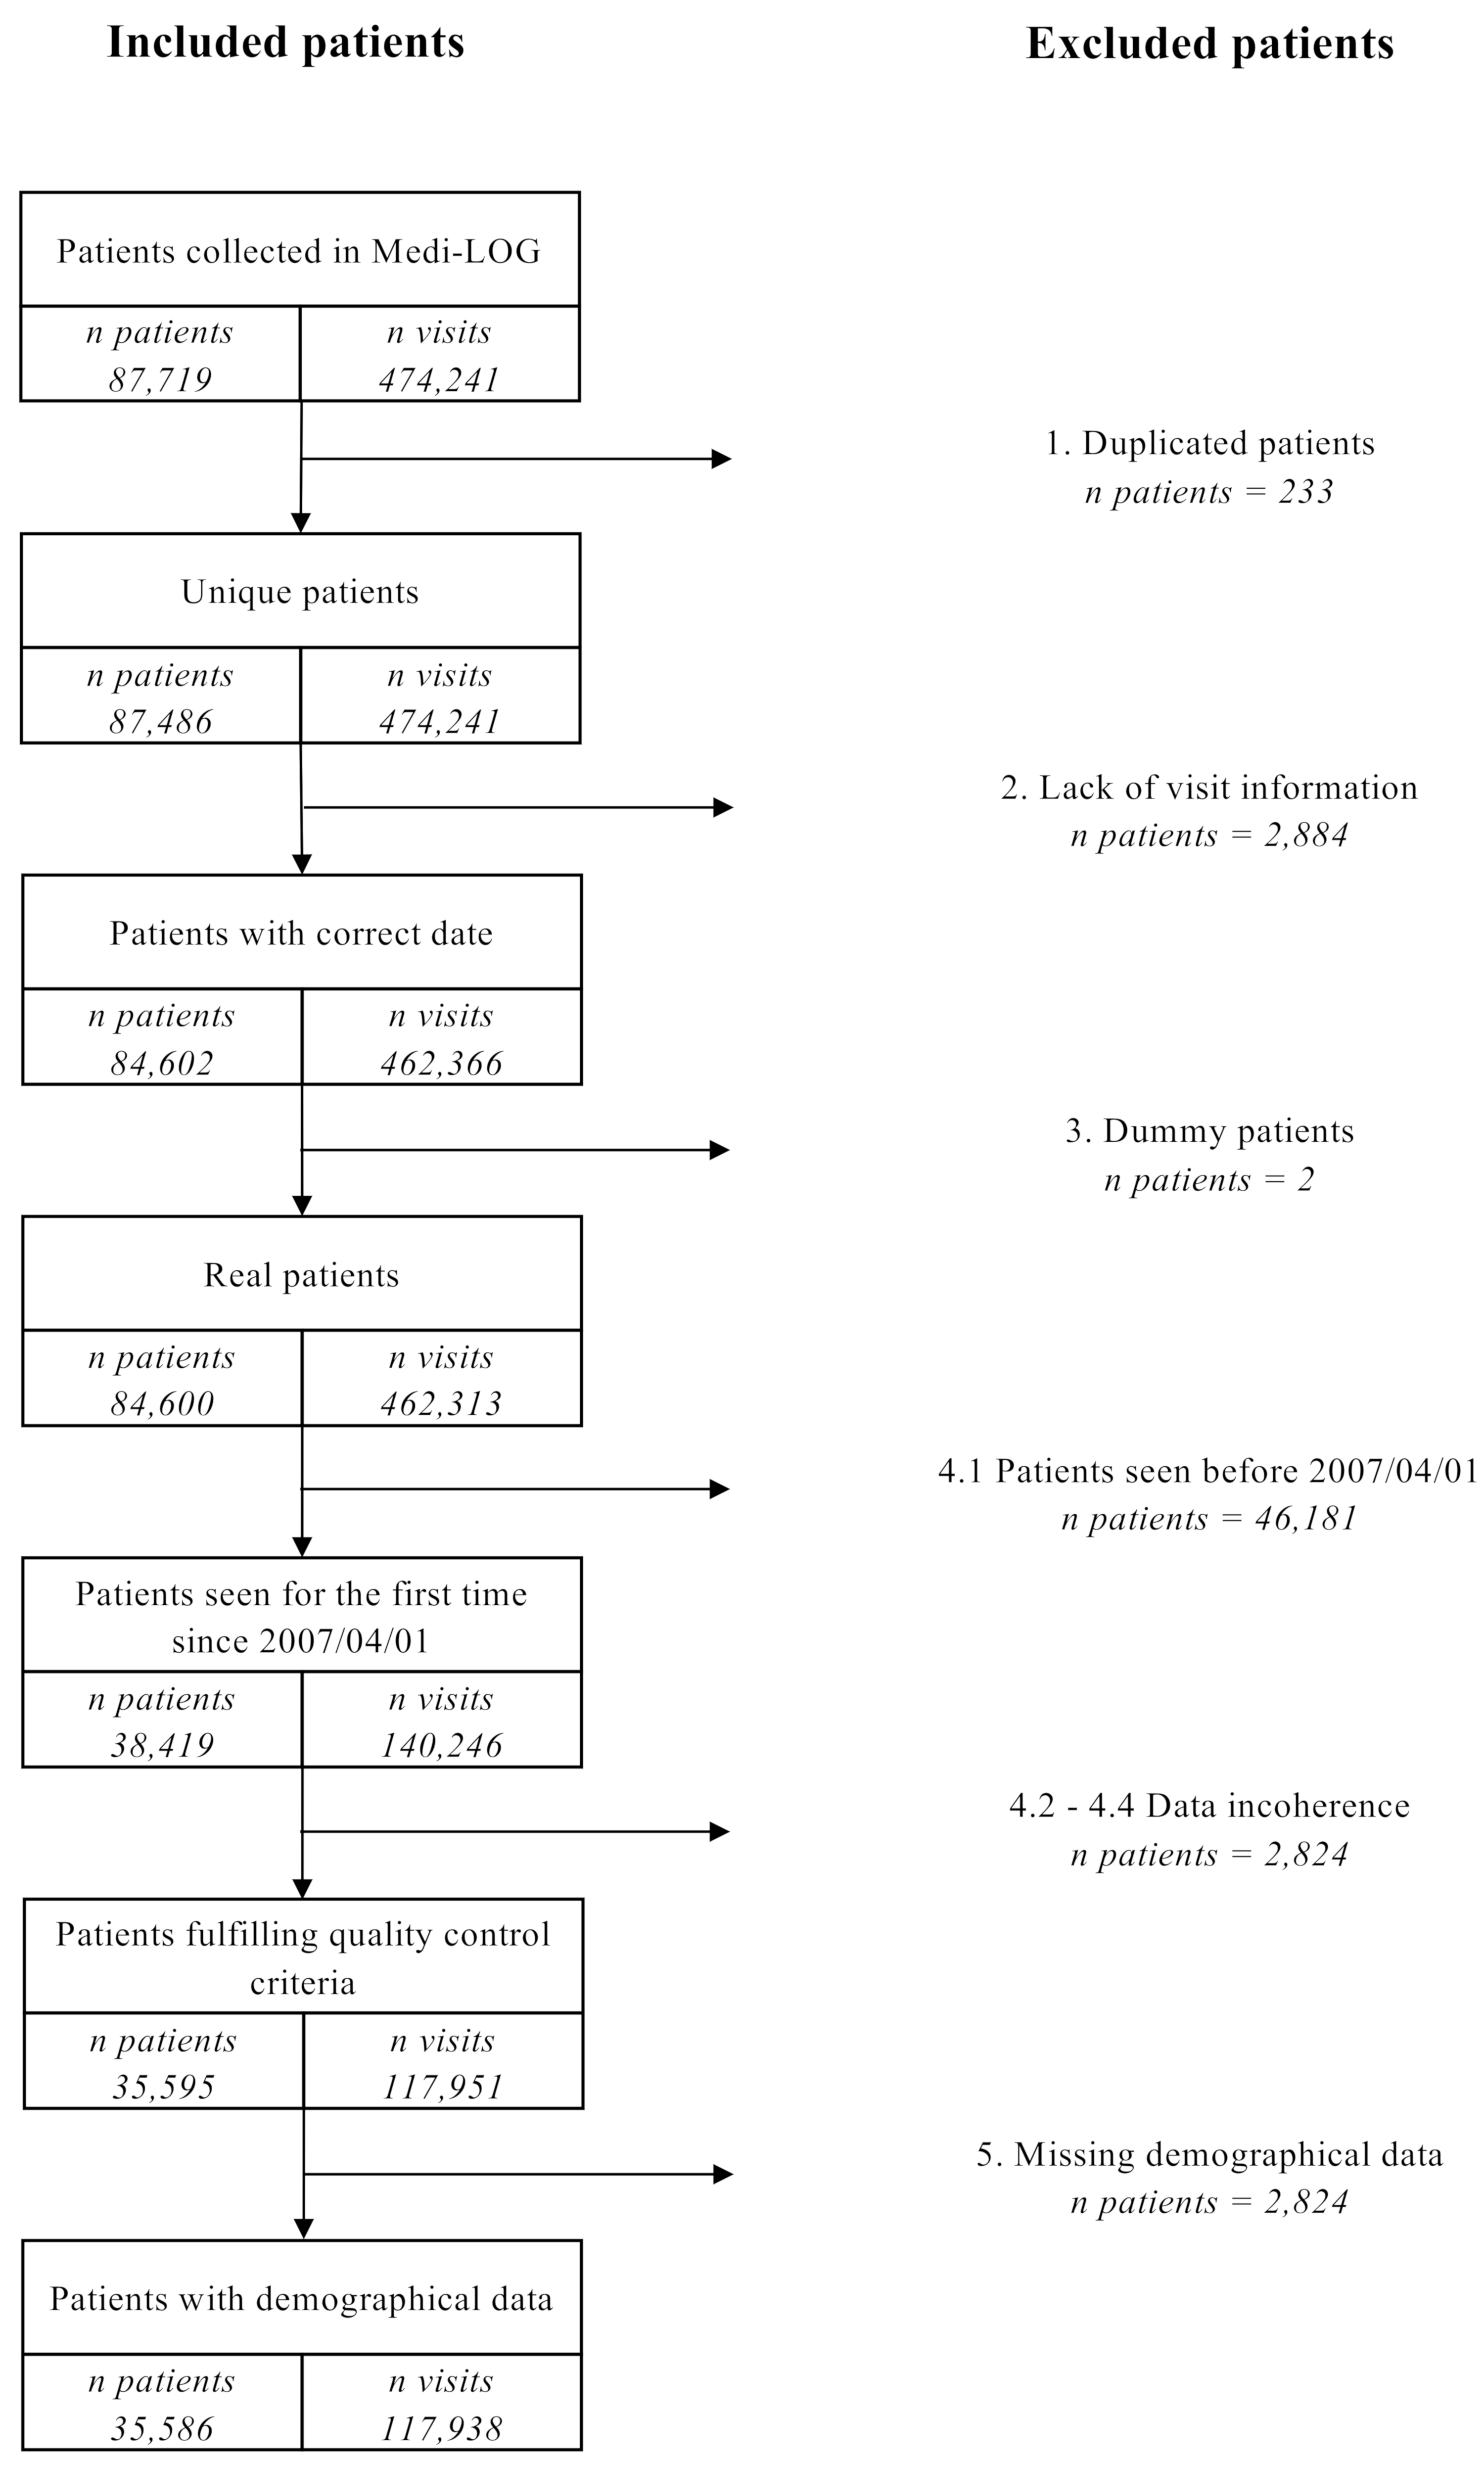 Included patients
Excluded patients
Patients collected in Medi-LOG
n patients
n visits
87,719
474,241
1. Duplicated patients
n patients = 233
Unique patients
n patients
n visits
87,486
474,241
2. Lack of visit information
n patients = 2,884
Patients with correct date
n patients
n visits
84,602
462,366
3. Dummy patients
n patients = 2
Real patients
n patients
n visits
84,600
462,313
4.1 Patients seen before 2007/04/01
n patients = 46,181
Patients seen for the first time
since 2007/04/01
n patients
n visits
38,419
140,246
4.2 - 4.4 Data incoherence
n patients = 2,824
Patients fulfilling quality control
criteria
n patients
n visits
35,595
117,951
5. Missing demographical data
n patients = 2,824
Patients with demographical data
n patients
n visits
35,586
117,938